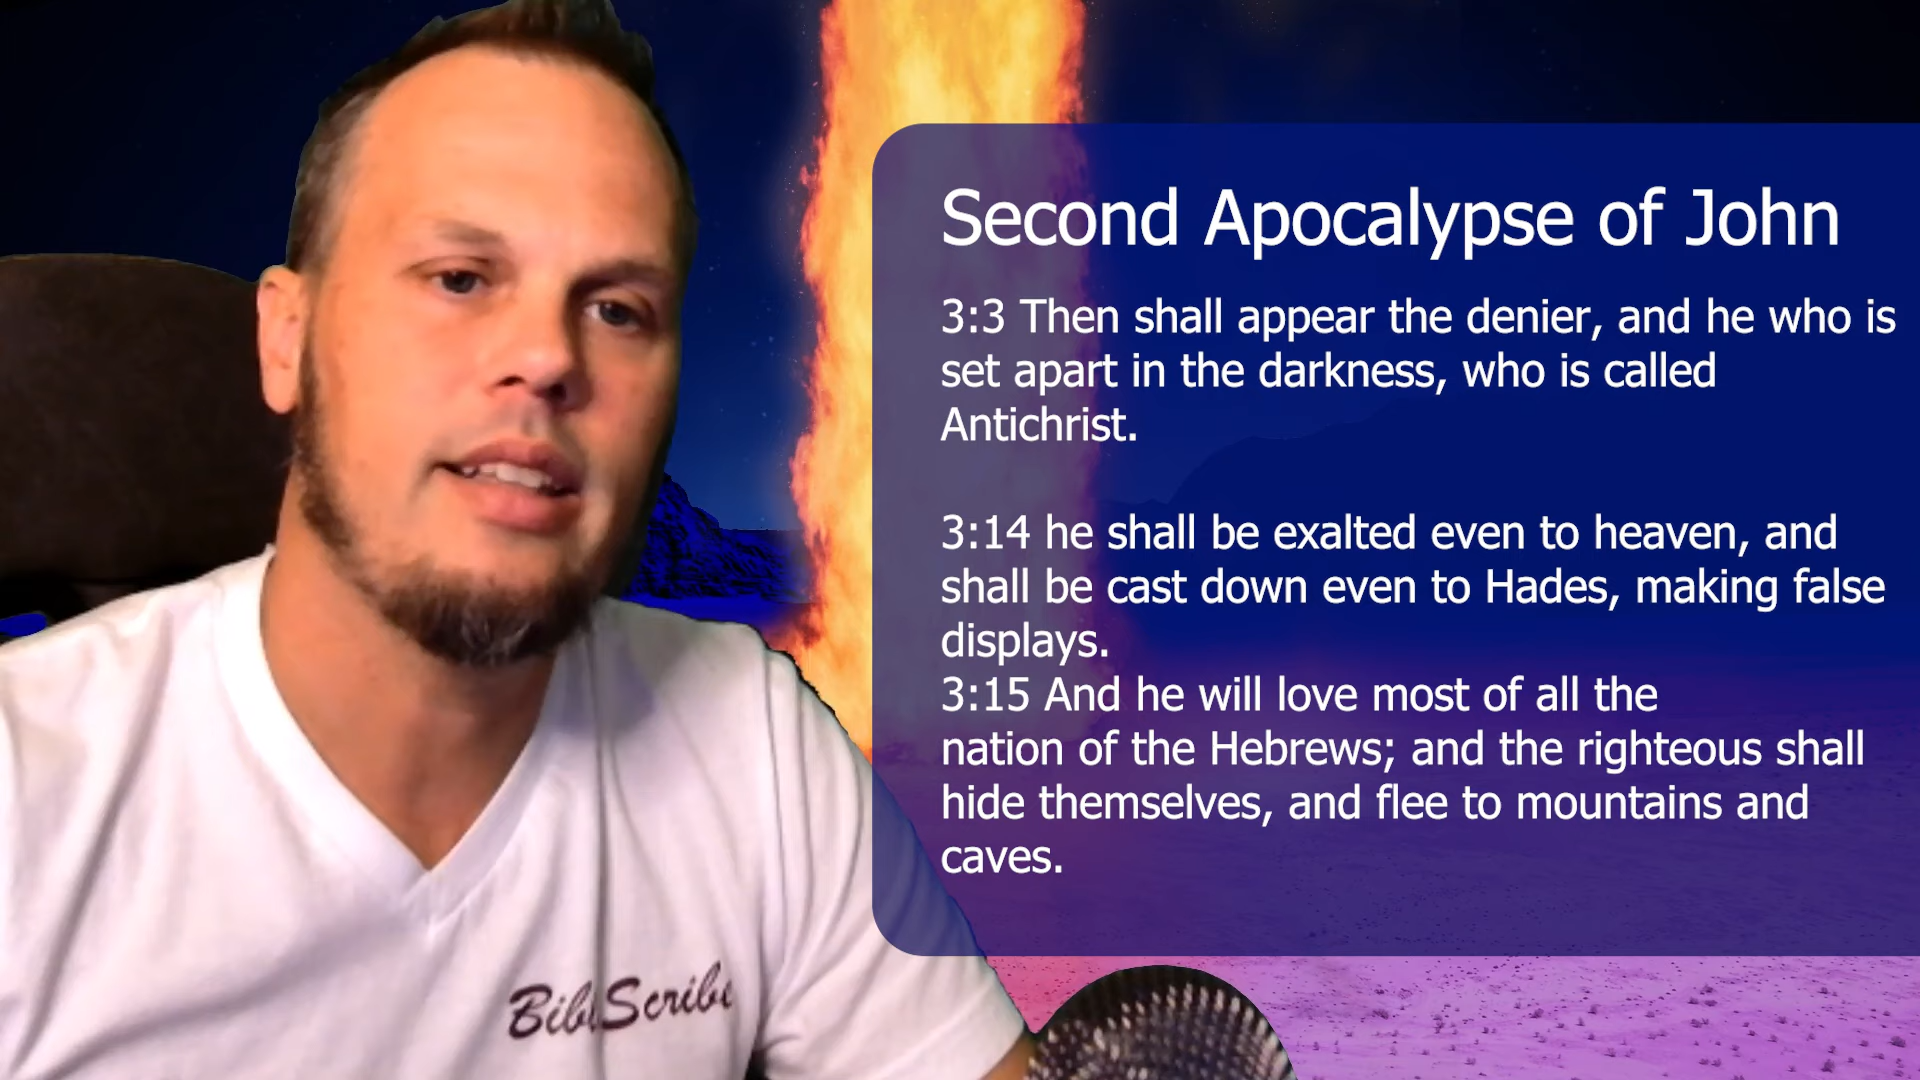 Second Apocalypse of John
3:3 Then shall appear the denier, and he who is
set apart in the darkness, who is called
Antichrist.
3:14 he shall be exalted even to heaven, and
shall be cast down even to Hades, making false
displays.
3:15 And he will love most of all the
nation of the Hebrews; and the righteous shall
hide themselves, and flee to mountains and
caves.